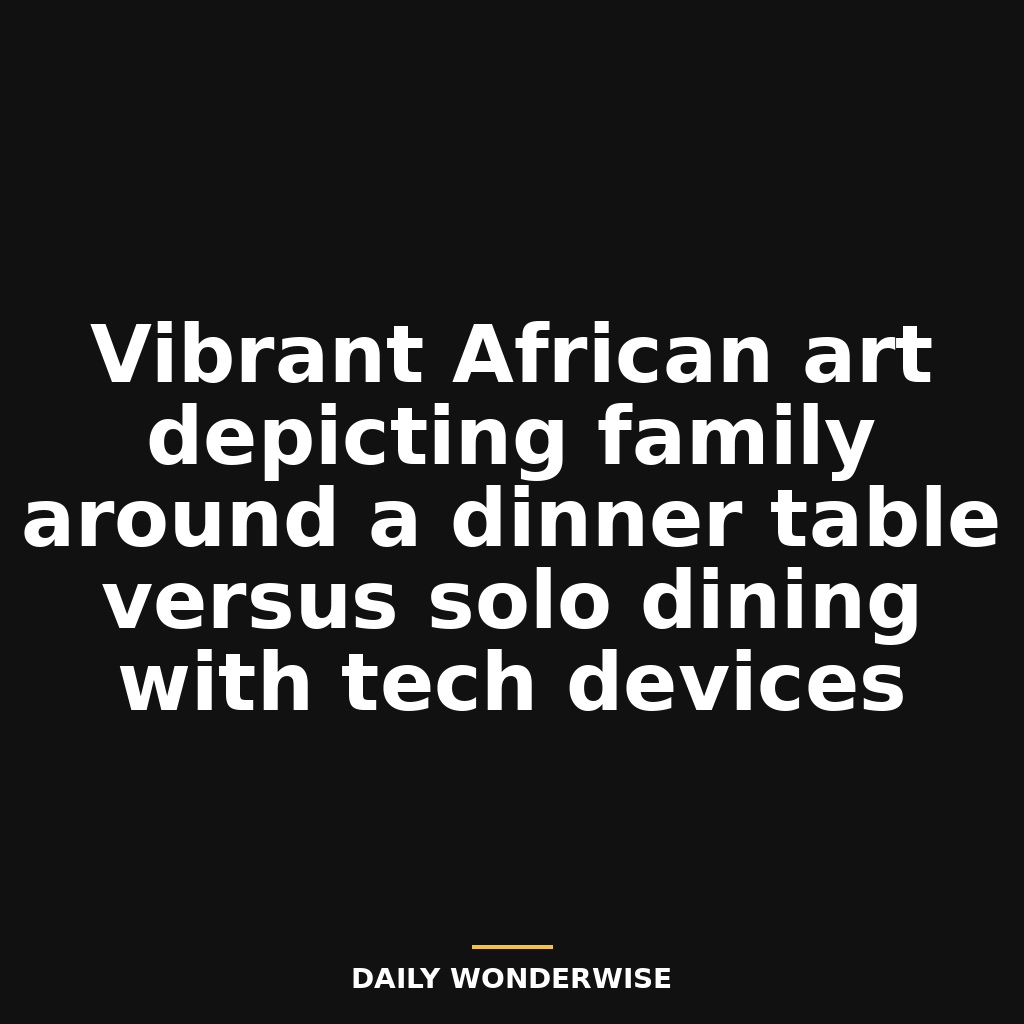 Vibrant African art
depicting family
around a dinner table
versus solo dining
with tech devices
DAILY WONDERWISE